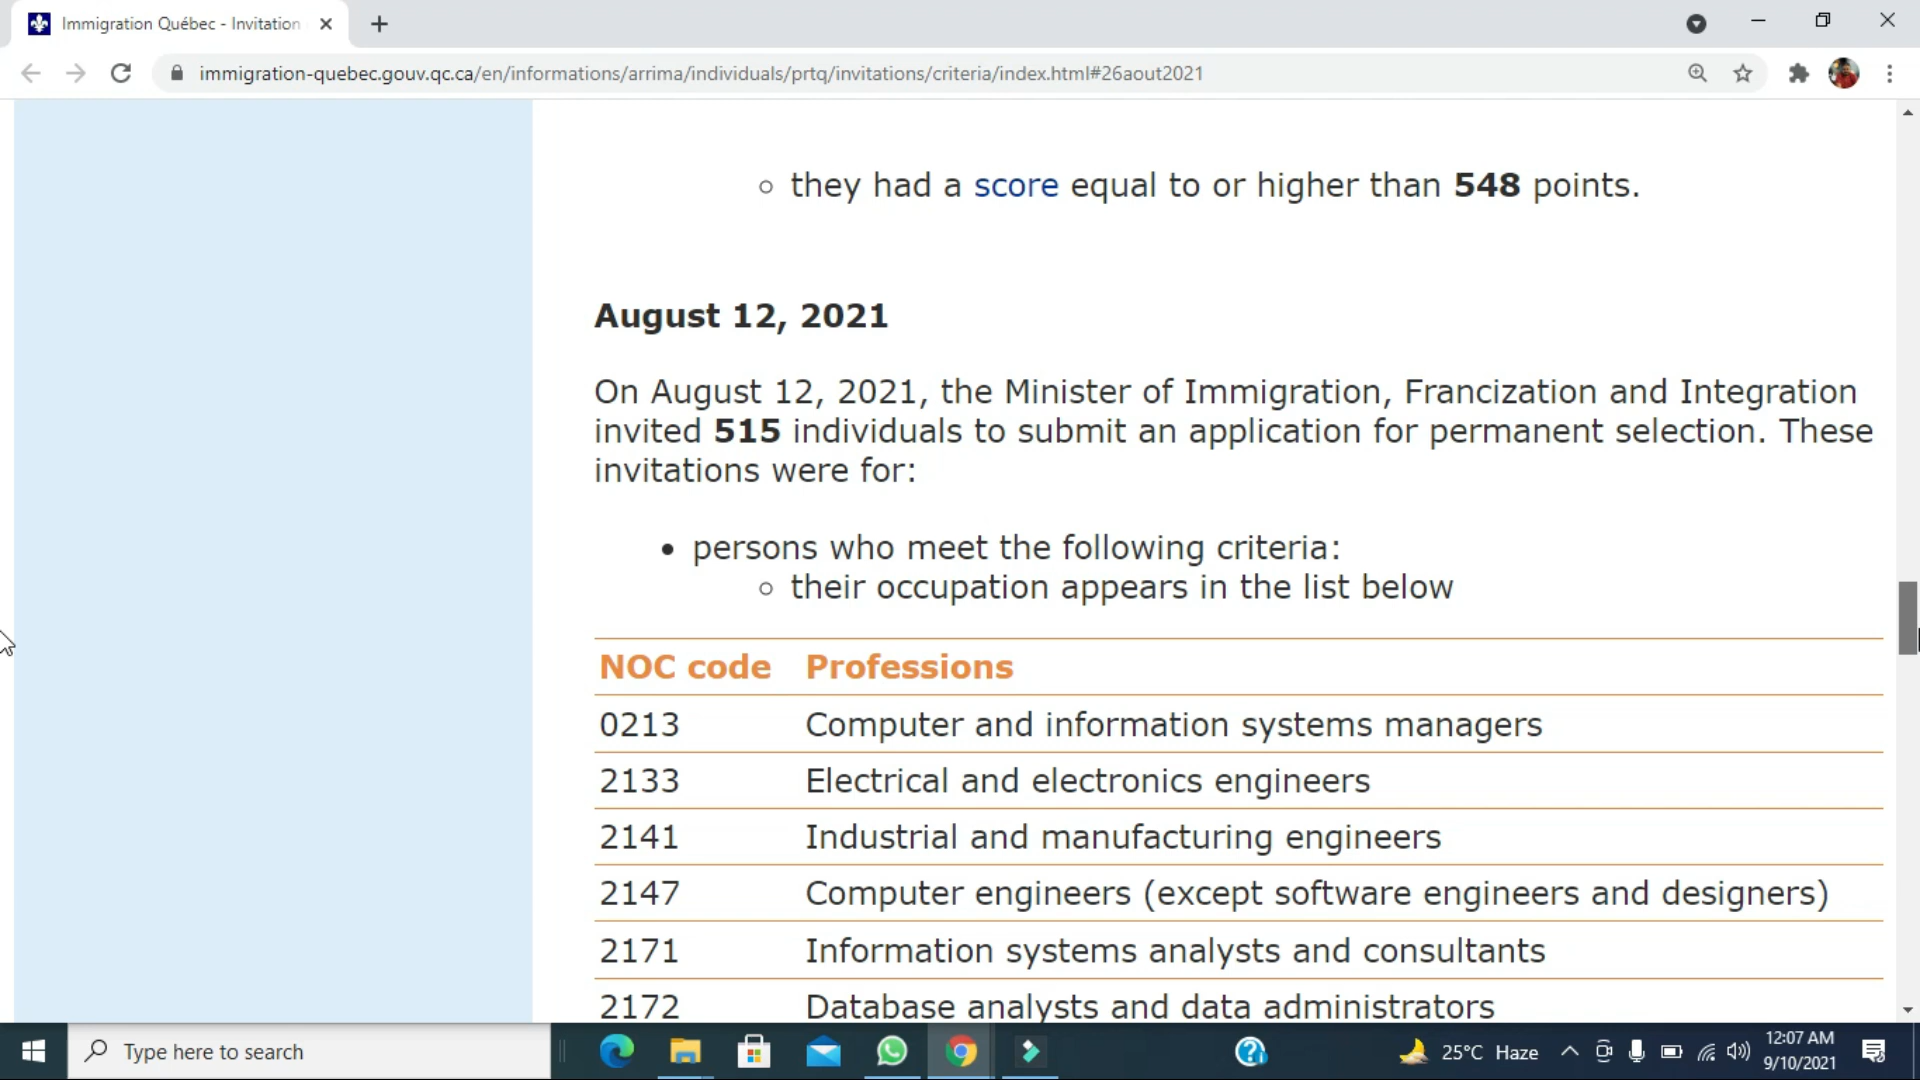 Immigration Québec - Invitation
immigration-quebec.gouv.qc.ca/en/informations/arrima/individuals/prtq/invitations/criteria/index.html#26aout2021
they had a score equal to or higher than 548 points.
August 12, 2021
On August 12, 2021, the Minister of Immigration, Francization and Integration
invited 515 individuals to submit an application for permanent selection. These
invitations were for:
persons who meet the following criteria:
their occupation appears in the list below
NOC code Professions
0213 Computer and information systems managers
2133 Electrical and electronics engineers
2141 Industrial and manufacturing engineers
2147 Computer engineers (except software engineers and designers)
2171 Information systems analysts and consultants
2172 Database analysts and data administrators
Type here to search
25°C Haze
12:07 AM
9/10/2021